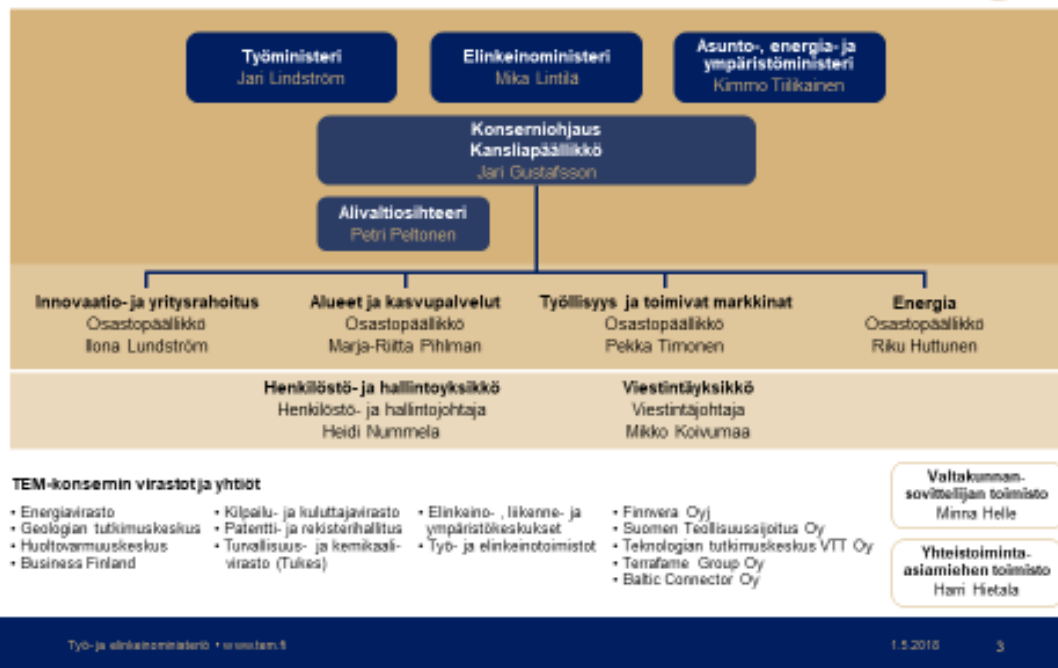 Työministeri
Jari Lindström
Elinkeinoministeri
Mika Lintilä
Asunto-, energia- ja
ympäristöministeri
Kimmo Tiilikainen
Konserniohjaus
Kansliapäällikkö
Jari Gustafsson
Alivaltiosihteeri
Petri Peltonen
Innovaatio- ja yritysrahoitus
Osastopäällikkö
Ilona Lundström
Alueet ja kasvupalvelut
Osastopäällikkö
Marja-Riitta Pihlman
Työllisyys ja toimivat markkinat
Osastopäällikkö
Pekka Timonen
Energia
Osastopäällikkö
Riku Huttunen
Henkilöstö- ja hallintoyksikkö
Henkilöstö- ja hallintojohtaja
Heidi Nummela
Viestintäyksikkö
Viestintäjohtaja
Mikko Koivumaa
TEM-konsernin virastot ja yhtiöt
• Energiavirasto
• Geologian tutkimuskeskus
• Huoltovarmuuskeskus
• Business Finland
• Kilpailu- ja kuluttajavirasto
• Patentti- ja rekisterihallitus
• Turvallisuus- ja kemikaali-
virasto (Tukes)
• Elinkeino- , liikenne- ja
ympäristökeskukset
• Työ- ja elinkeinotoimistot
• Finnvera Oyj
• Suomen Teollisuussijoitus Oy
• Teknologian tutkimuskeskus VTT Oy
• Terrafame Group Oy
• Baltic Connector Oy
Valtakunnan-
sovittelijan toimisto
Minna Helle
Yhteistoiminta-
asiamiehen toimisto
Harri Hietala
Työ- ja elinkeinoministeriö • www.tem.fi
1.5.2018
3